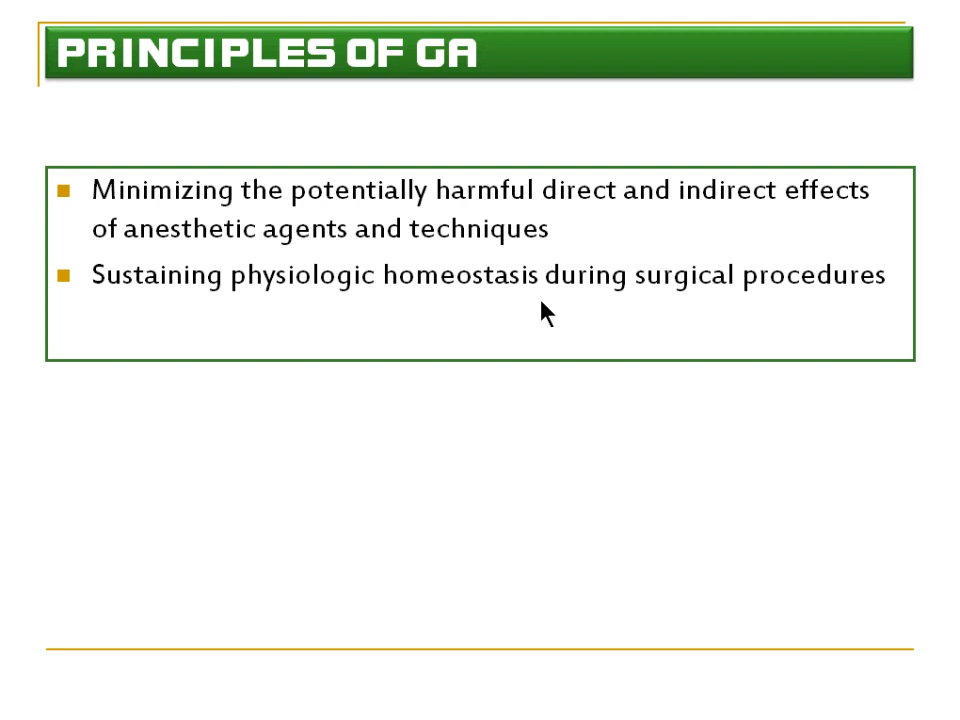 PRINCIPLES OF GA
Minimizing the potentially harmful direct and indirect effects
of anesthetic agents and techniques
Sustaining physiologic homeostasis during surgical procedures